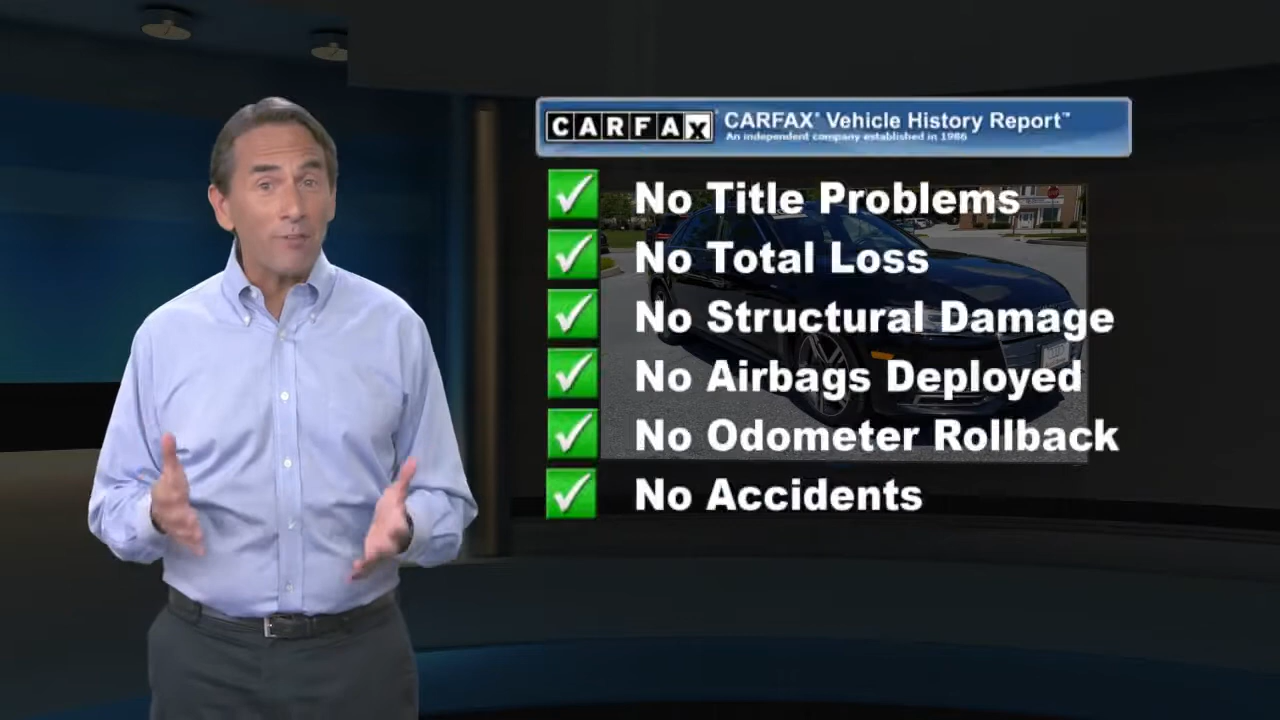 CARFAX CARFAX® Vehicle History Report™
An independent company established in 1986
No Title Problems
No Total Loss
No Structural Damage
No Airbags Deployed
No Odometer Rollback
No Accidents